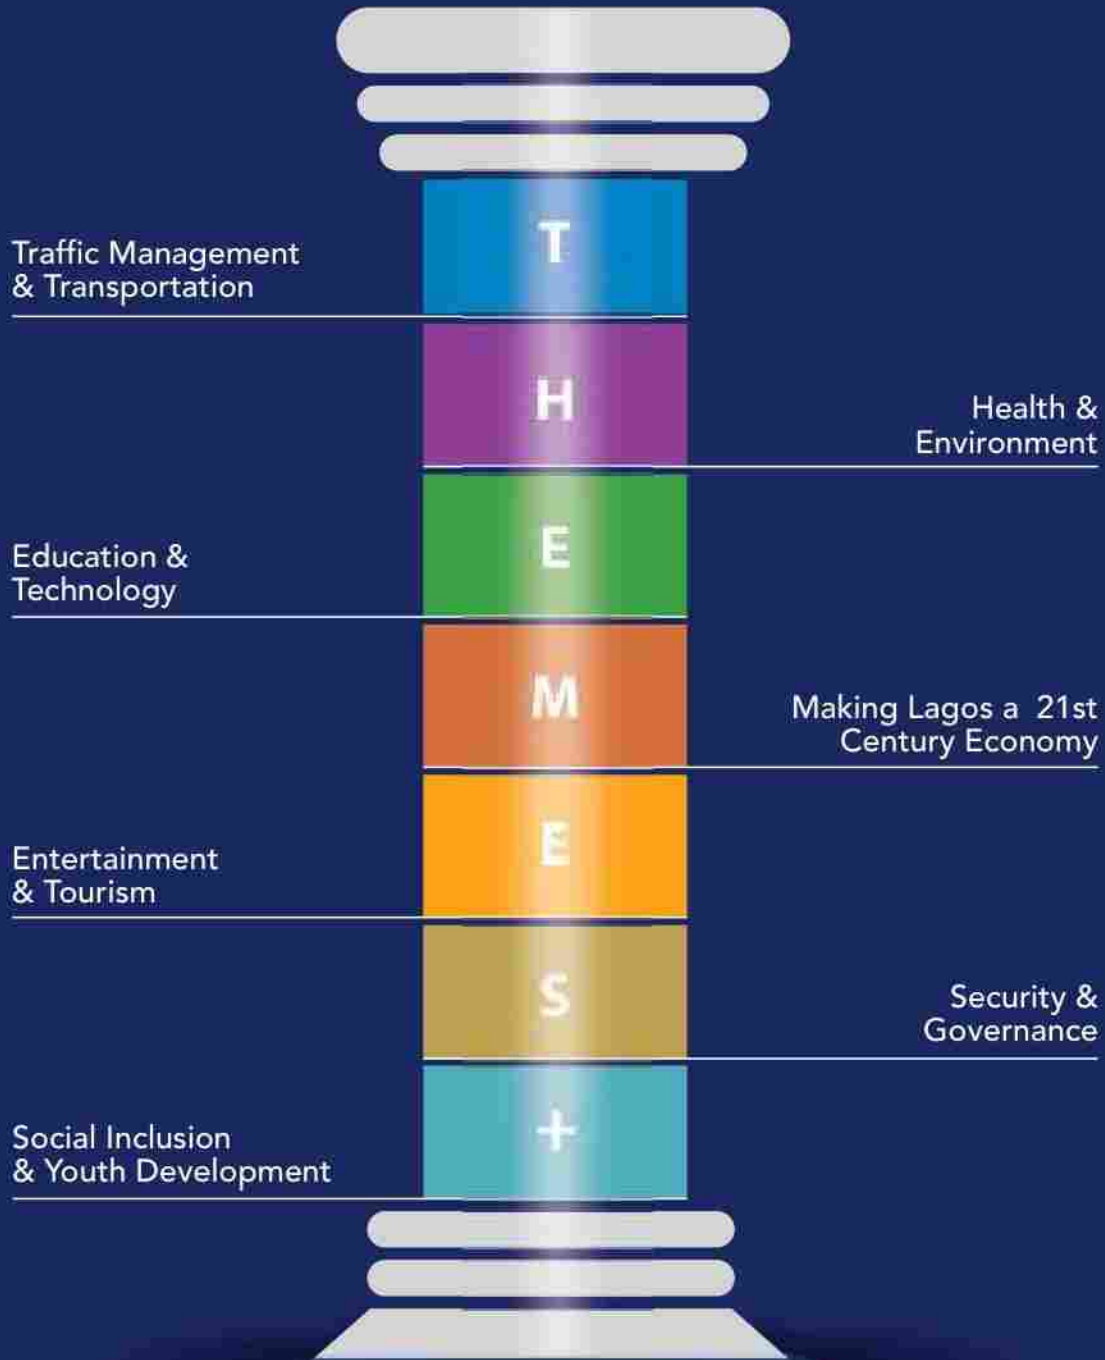 T
Traffic Management
& Transportation
H
Health &
Environment
E
Education &
Technology
M
Making Lagos a 21st
Century Economy
E
Entertainment
& Tourism
S
Security &
Governance
+
Social Inclusion
& Youth Development